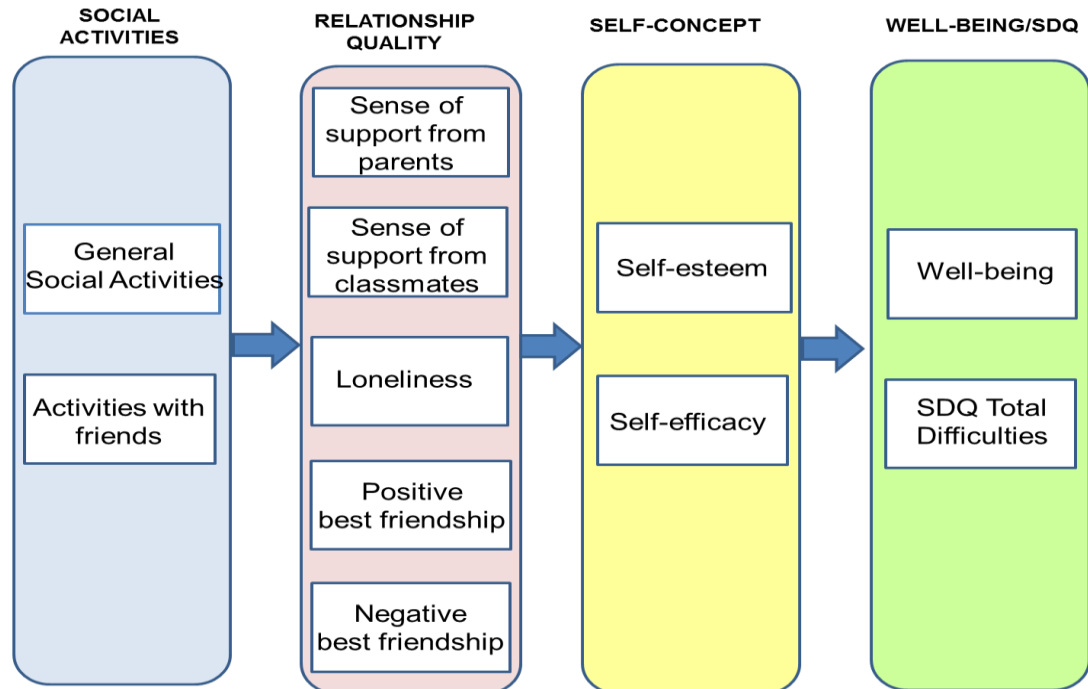 SOCIAL
ACTIVITIES
General
Social Activities
Activities with
friends
RELATIONSHIP
QUALITY
Sense of
support from
parents
Sense of
support from
classmates
Loneliness
Positive
best friendship
Negative
best friendship
SELF-CONCEPT
Self-esteem
Self-efficacy
WELL-BEING/SDQ
Well-being
SDQ Total
Difficulties